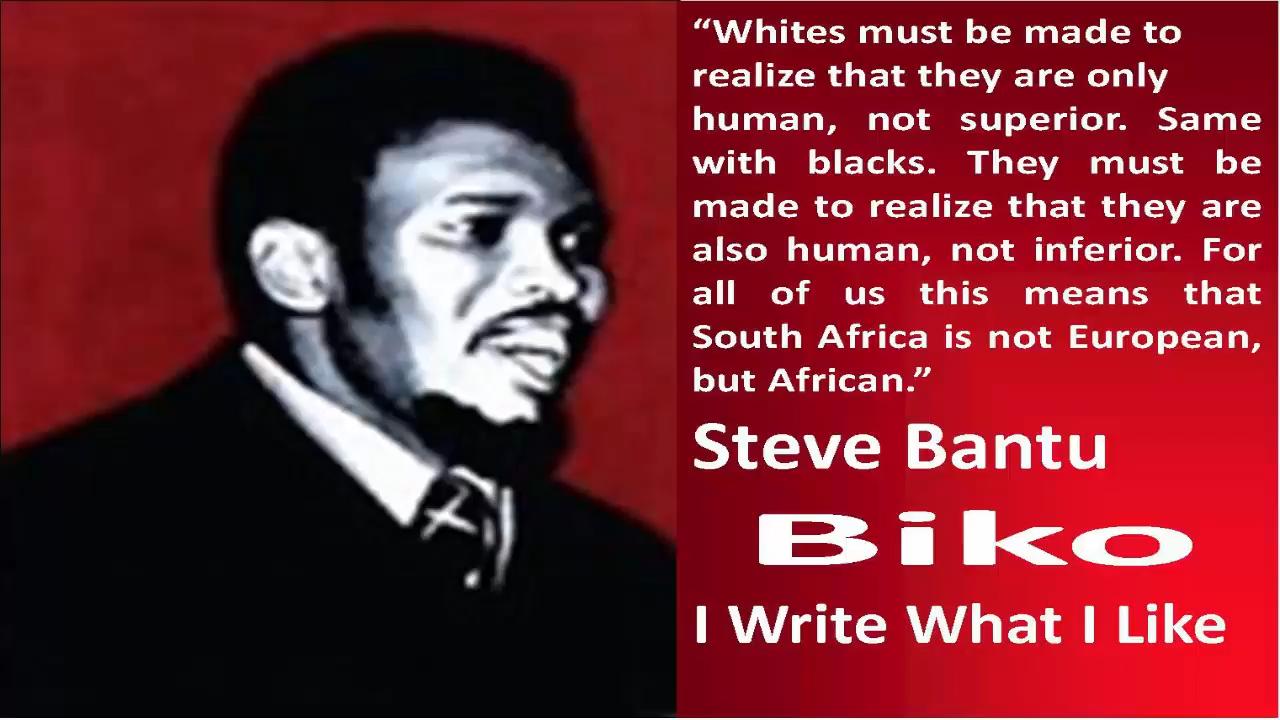 “Whites must be made to
realize that they are only
human, not superior. Same
with blacks. They must be
made to realize that they are
also human, not inferior. For
all of us this means that
South Africa is not European,
but African.”
Steve Bantu
Biko
I Write What I Like